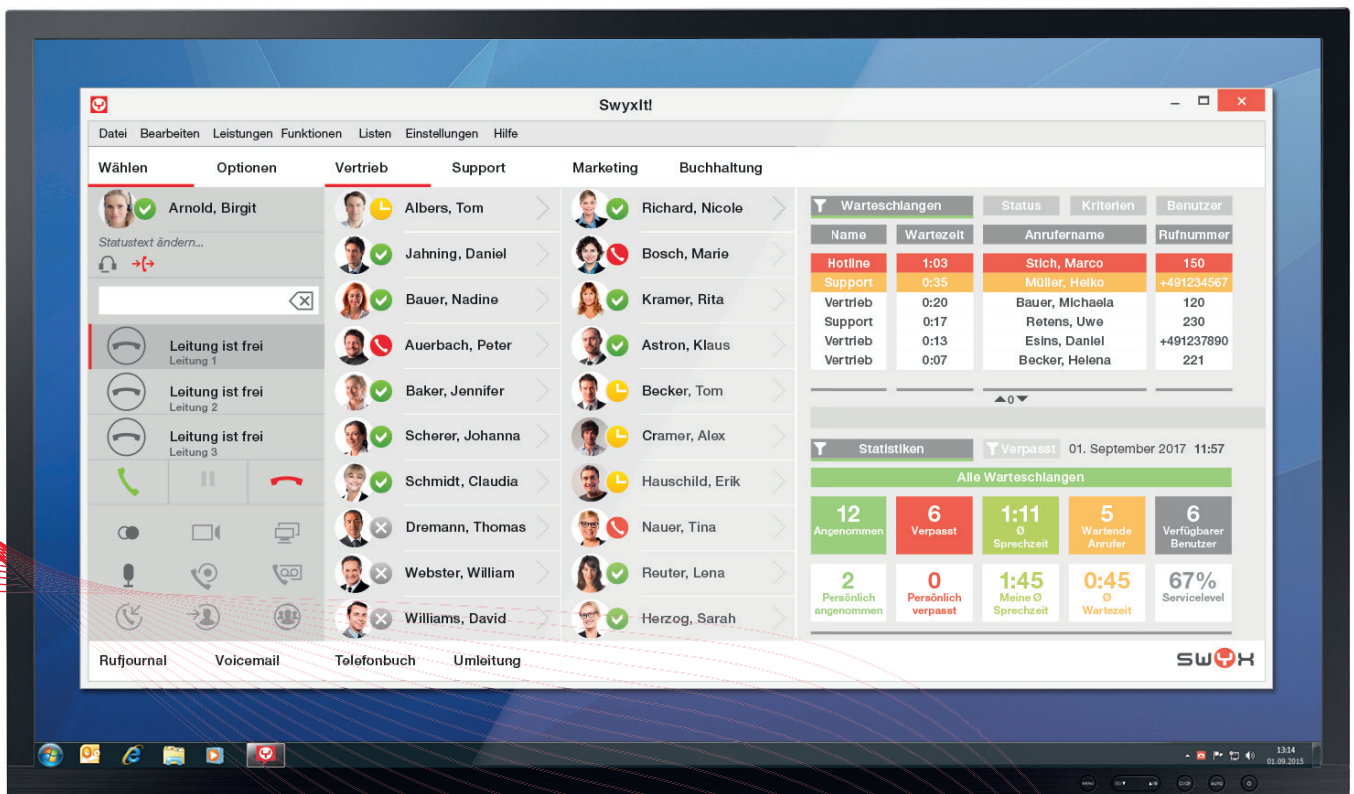 SwyxIt!
Datei Bearbeiten Leistungen Funktionen Listen Einstellungen Hilfe
Wählen Optionen Vertrieb Support Marketing Buchhaltung
Arnold, Birgit
Statustext ändern...
Leitung ist frei
Leitung 1
Leitung ist frei
Leitung 2
Leitung ist frei
Leitung 3
Albers, Tom
Jahning, Daniel
Bauer, Nadine
Auerbach, Peter
Baker, Jennifer
Scherer, Johanna
Schmidt, Claudia
Dremann, Thomas
Webster, William
Williams, David
Richard, Nicole
Bosch, Marie
Kramer, Rita
Astron, Klaus
Becker, Tom
Cramer, Alex
Hauschild, Erik
Nauer, Tina
Reuter, Lena
Herzog, Sarah
Warteschlangen Status Kriterien Benutzer
Name Wartezeit Anrufername Rufnummer
Hotline 1:03 Stich, Marco 150
Support 0:35 Müller, Heiko +491234567
Vertrieb 0:20 Bauer, Michaela 120
Support 0:17 Retens, Uwe 230
Vertrieb 0:13 Esins, Daniel +491237890
Vertrieb 0:07 Becker, Helena 221
▲0▼
Statistiken Verpasst 01. September 2017 11:57
Alle Warteschlangen
12
Angenommen
6
Verpasst
1:11
Ø
Sprechzeit
5
Wartende
Anrufer
6
Verfügbarer
Benutzer
2
Persönlich
angenommen
0
Persönlich
verpasst
1:45
Meine Ø
Sprechzeit
0:45
Ø
Wartezeit
67%
Servicelevel
Rufjournal Voicemail Telefonbuch Umleitung
swyx
13:14
01.09.2015
MENU
AUTO